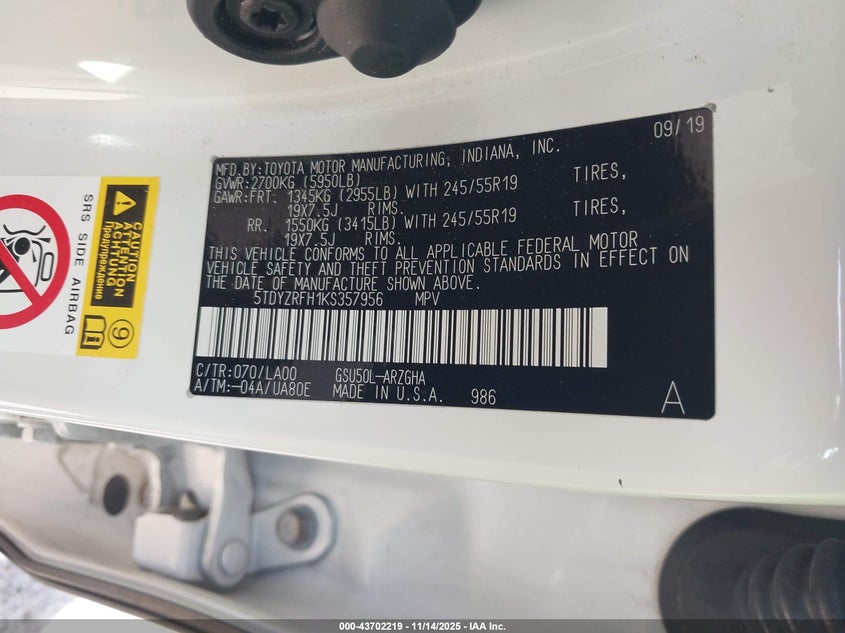 09/19
MFD.BY:TOYOTA MOTOR MANUFACTURING, INDIANA, INC.
GVWR:2700KG (5950LB)
GAWR:FRT. 1345KG (2955LB) WITH 245/55R19 TIRES,
19X7.5J RIMS.
RR. 1550KG (3415LB) WITH 245/55R19 TIRES,
19X7.5J RIMS.
THIS VEHICLE CONFORMS TO ALL APPLICABLE FEDERAL MOTOR
VEHICLE SAFETY AND THEFT PREVENTION STANDARDS IN EFFECT ON
THE DATE OF MANUFACTURE SHOWN ABOVE.
5TDYZRFH1KS357956 MPV
C/TR:070/LA00 GSU50L-ARZGHA
A/TM:-04A/UA80E MADE IN U.S.A. 986
A
SRS SIDE AIRBAG
CAUTION
ATTENTION
ACHTUNG
Предупреждение
9
000-43702219 - 11/14/2025 - IAA Inc.